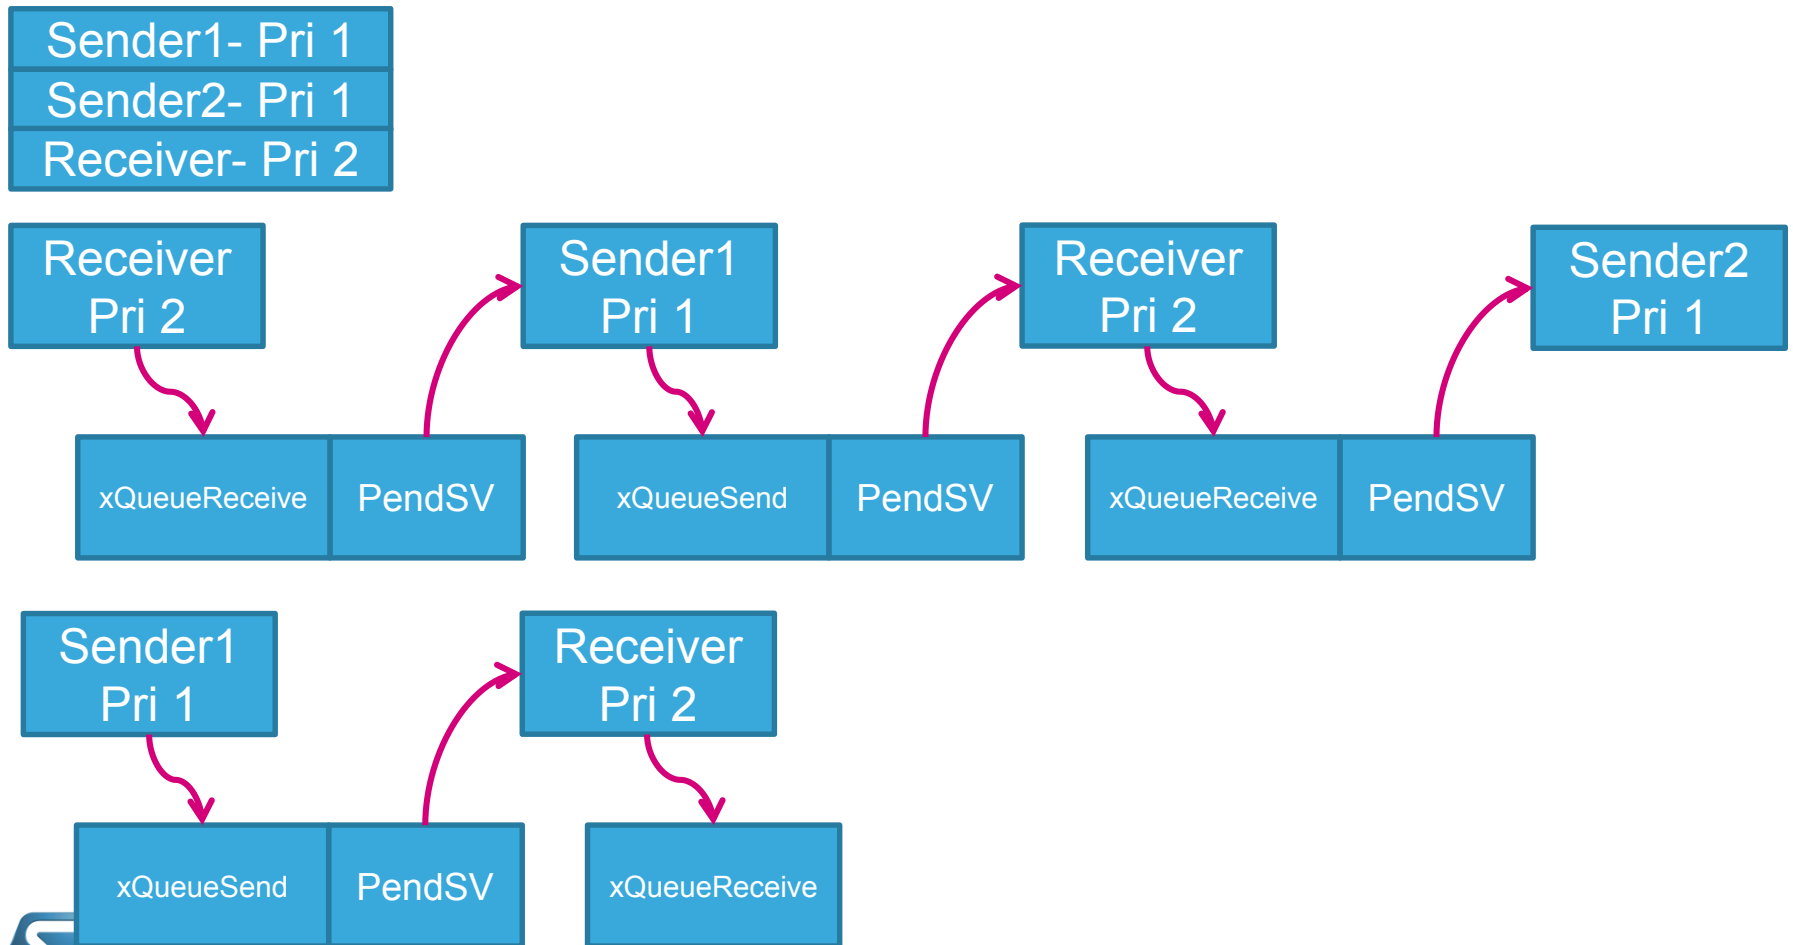 Sender1- Pri 1
Sender2- Pri 1
Receiver- Pri 2
Receiver
Pri 2
Sender1
Pri 1
Receiver
Pri 2
Sender2
Pri 1
xQueueReceive
PendSV
xQueueSend
PendSV
xQueueReceive
PendSV
Sender1
Pri 1
Receiver
Pri 2
xQueueSend
PendSV
xQueueReceive